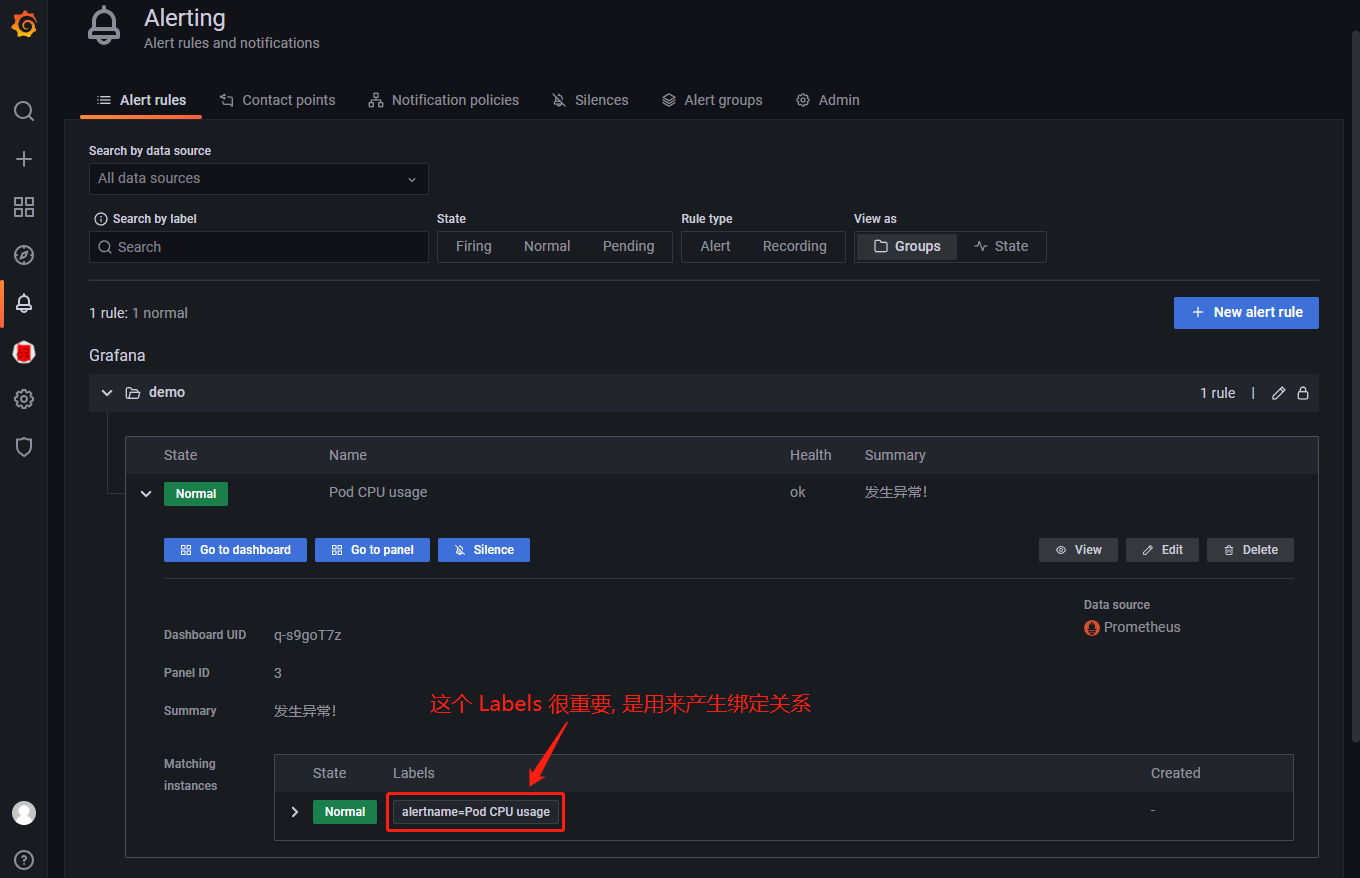 Alerting
Alert rules and notifications
Alert rules Contact points Notification policies Silences Alert groups Admin
Search by data source
All data sources
Search by label State Rule type View as
Search Firing Normal Pending Alert Recording Groups State
1 rule: 1 normal
New alert rule
Grafana
demo 1 rule
State Name Health Summary
Normal Pod CPU usage ok 发生异常!
Go to dashboard Go to panel Silence View Edit Delete
Data source
Prometheus
Dashboard UID q-s9goT7z
Panel ID 3
Summary 发生异常!
这个 Labels 很重要, 是用来产生绑定关系
Matching instances
State Labels Created
Normal alertname=Pod CPU usage -